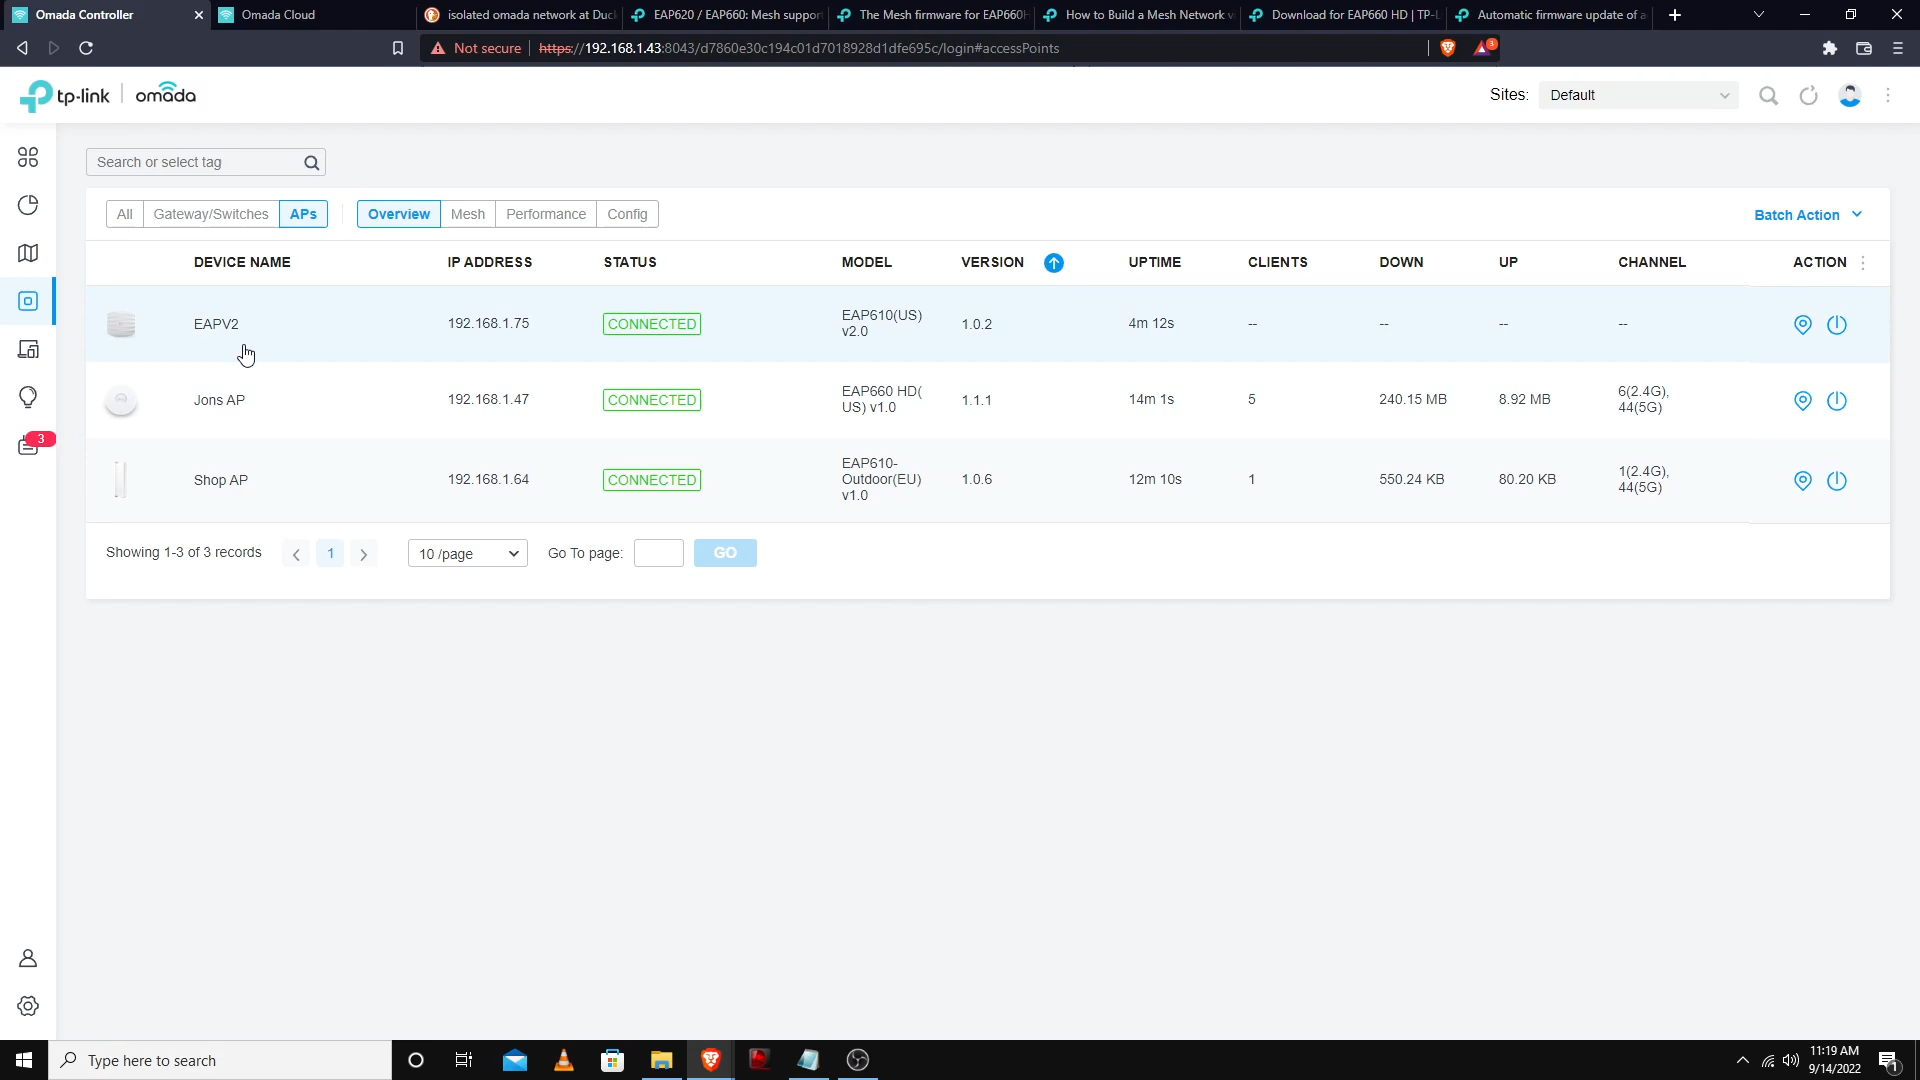 Omada Controller
Omada Cloud
isolated omada network at Duc
EAP620 / EAP660: Mesh suppor
The Mesh firmware for EAP660H
How to Build a Mesh Network v
Download for EAP660 HD | TP-L
Automatic firmware update of a
Not secure
https://192.168.1.43:8043/d7860e30c194c01d7018928d1dfe695c/login#accessPoints
3
tp-link | omada
Sites:
Default
Search or select tag
All
Gateway/Switches
APs
Overview
Mesh
Performance
Config
Batch Action
DEVICE NAME
IP ADDRESS
STATUS
MODEL
VERSION
UPTIME
CLIENTS
DOWN
UP
CHANNEL
ACTION
EAPV2
192.168.1.75
CONNECTED
EAP610(US)
v2.0
1.0.2
4m 12s
--
--
--
--
Jons AP
192.168.1.47
CONNECTED
EAP660 HD(
US) v1.0
1.1.1
14m 1s
5
240.15 MB
8.92 MB
6(2.4G),
44(5G)
3
Shop AP
192.168.1.64
CONNECTED
EAP610-
Outdoor(EU)
v1.0
1.0.6
12m 10s
1
550.24 KB
80.20 KB
1(2.4G),
44(5G)
Showing 1-3 of 3 records
1
10 /page
Go To page:
GO
Type here to search
11:19 AM
9/14/2022
1